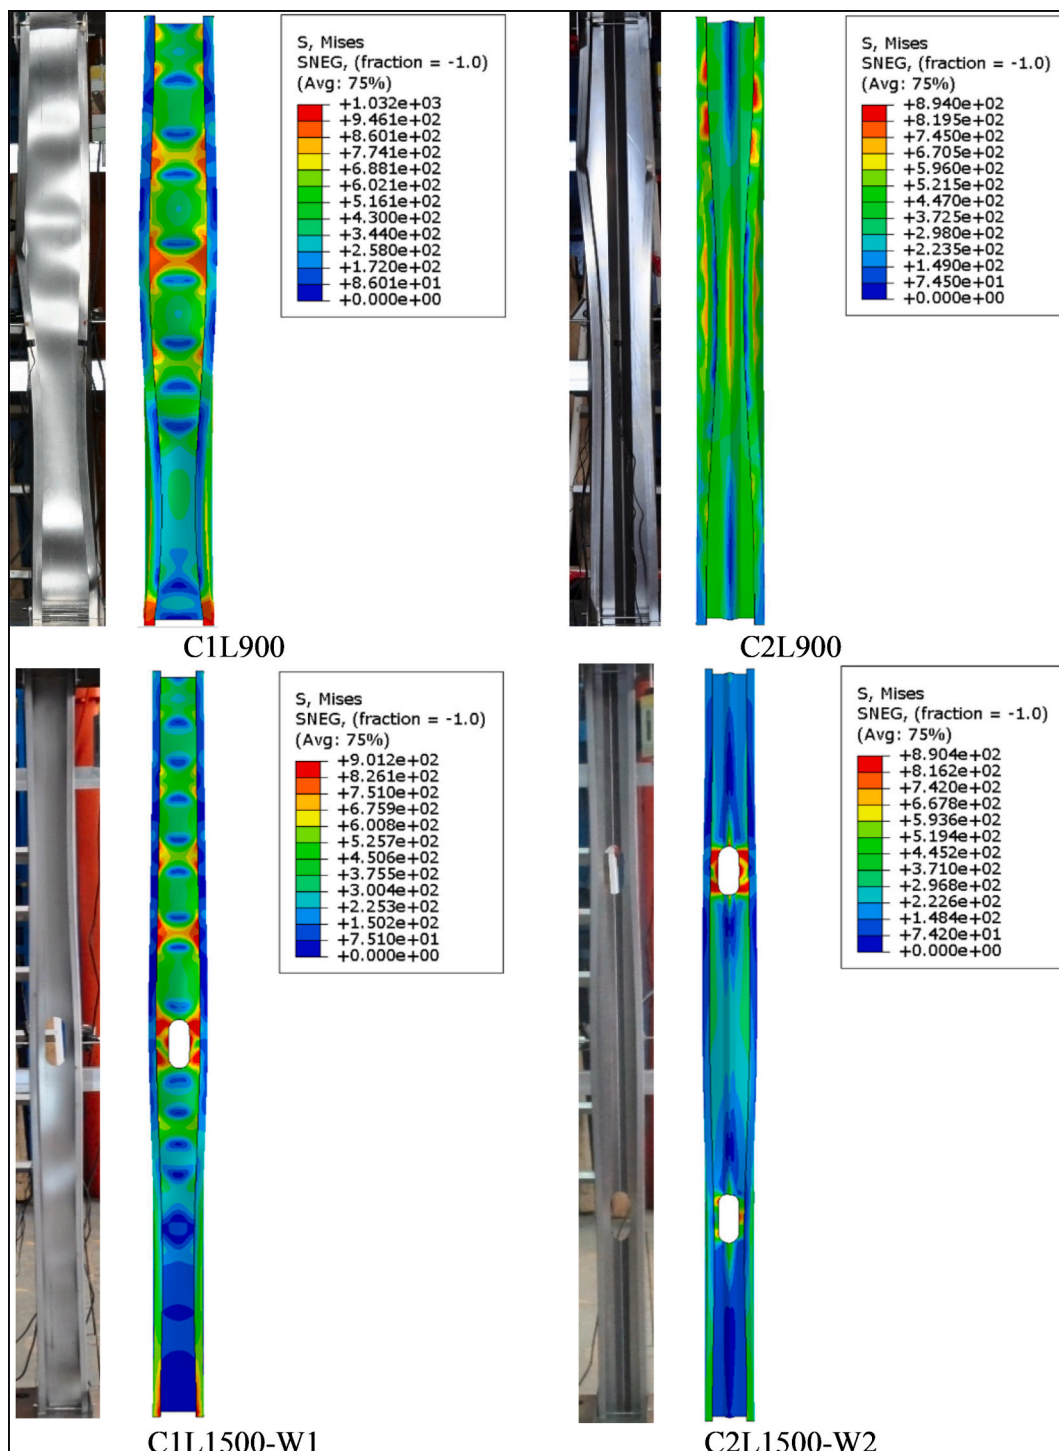 S, Mises
SNEG, (fraction = -1.0)
(Avg: 75%)
+1.032e+03
+9.461e+02
+8.601e+02
+7.741e+02
+6.881e+02
+6.021e+02
+5.161e+02
+4.300e+02
+3.440e+02
+2.580e+02
+1.720e+02
+8.601e+01
+0.000e+00
C1L900
S, Mises
SNEG, (fraction = -1.0)
(Avg: 75%)
+8.940e+02
+8.195e+02
+7.450e+02
+6.705e+02
+5.960e+02
+5.215e+02
+4.470e+02
+3.725e+02
+2.980e+02
+2.235e+02
+1.490e+02
+7.450e+01
+0.000e+00
C2L900
S, Mises
SNEG, (fraction = -1.0)
(Avg: 75%)
+9.012e+02
+8.261e+02
+7.510e+02
+6.759e+02
+6.008e+02
+5.257e+02
+4.506e+02
+3.755e+02
+3.004e+02
+2.253e+02
+1.502e+02
+7.510e+01
+0.000e+00
C1L1500-W1
S, Mises
SNEG, (fraction = -1.0)
(Avg: 75%)
+8.904e+02
+8.162e+02
+7.420e+02
+6.678e+02
+5.936e+02
+5.194e+02
+4.452e+02
+3.710e+02
+2.968e+02
+2.226e+02
+1.484e+02
+7.420e+01
+0.000e+00
C2L1500-W2